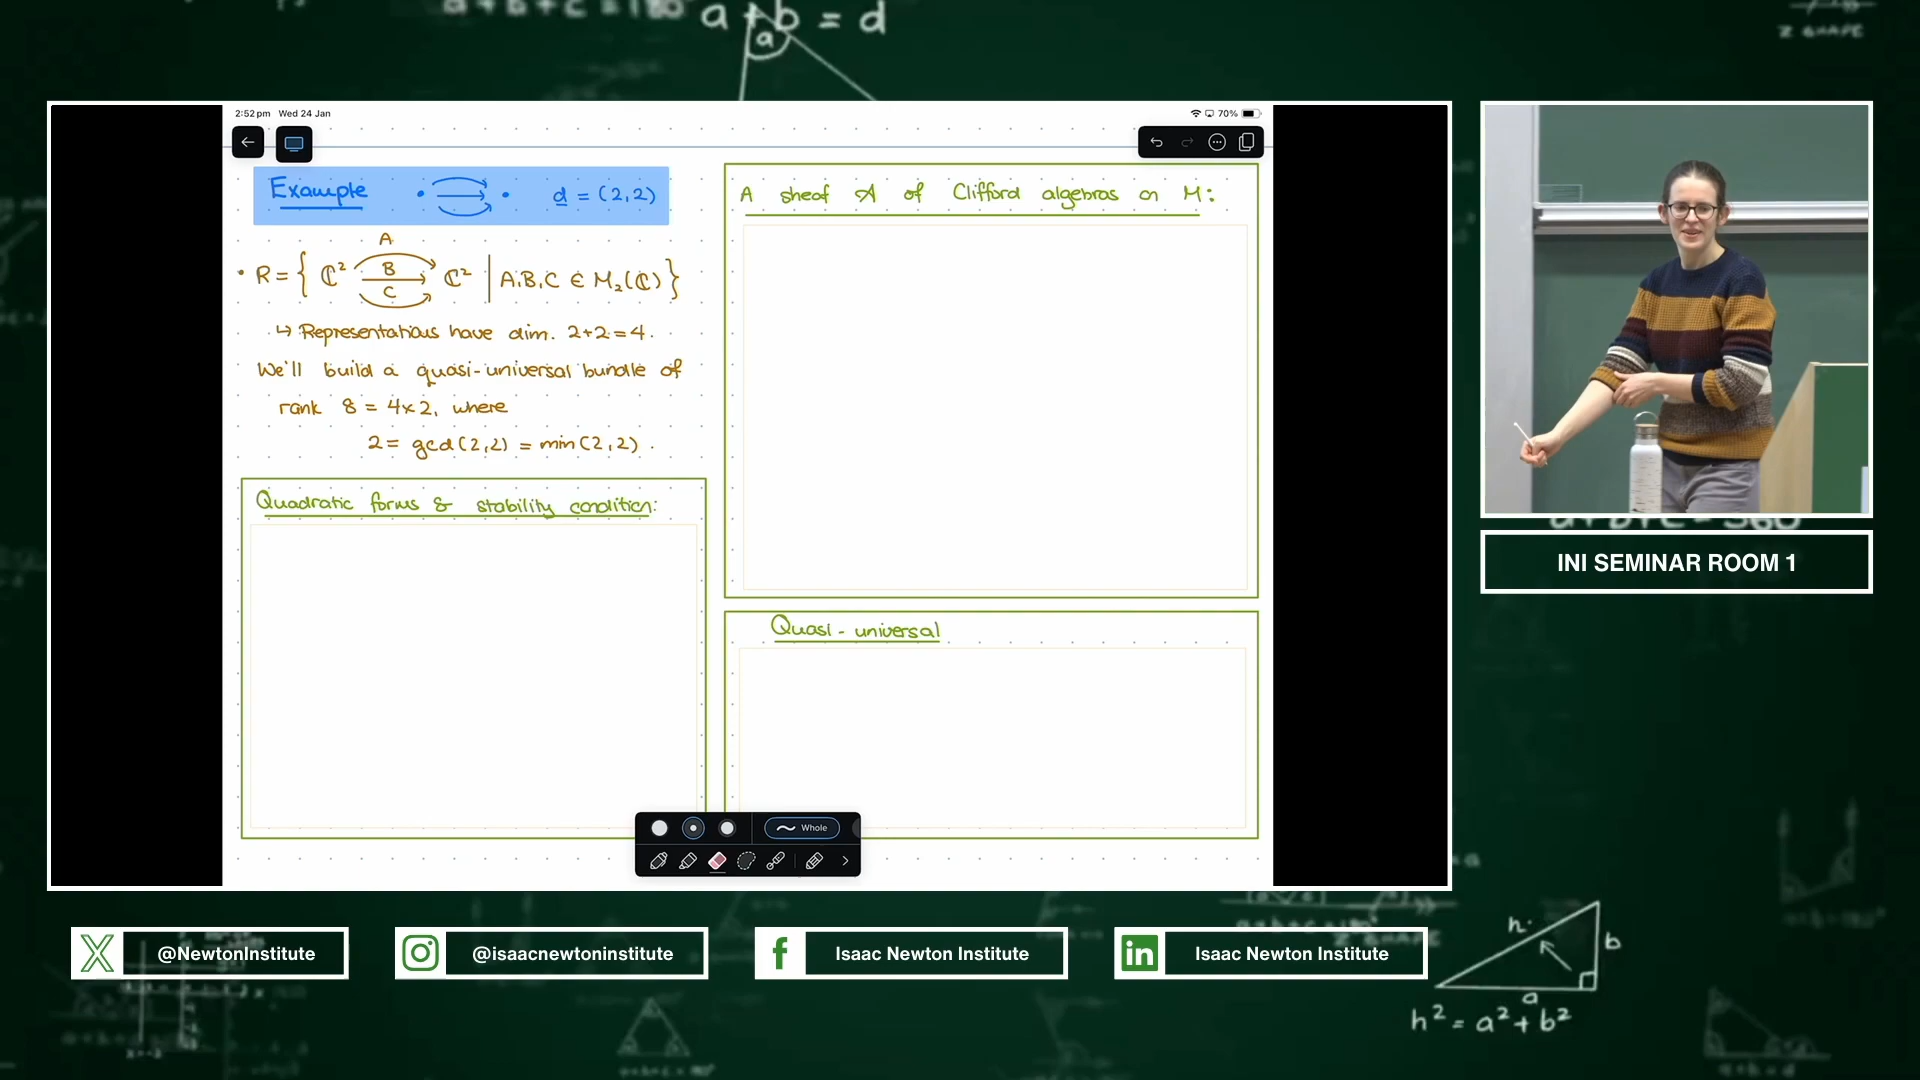 a+b+c=180°
a+b = d
a
Z SHAPE
2:52 pm Wed 24 Jan
70%
Example d = (2,2)
• R = { ℂ² A B C ℂ² | A,B,C ∈ M₂(ℂ) }
↳ Representations have dim. 2+2=4.
We'll build a quasi-universal bundle of
rank 8 = 4×2, where
2 = gcd(2,2) = min(2,2).
Quadratic forms & stability condition:
A sheaf A of Clifford algebras on M:
Quasi-universal
Whole
INI SEMINAR ROOM 1
@NewtonInstitute
@isaacnewtoninstitute
Isaac Newton Institute
in
Isaac Newton Institute
h
b
a
h² = a² + b²